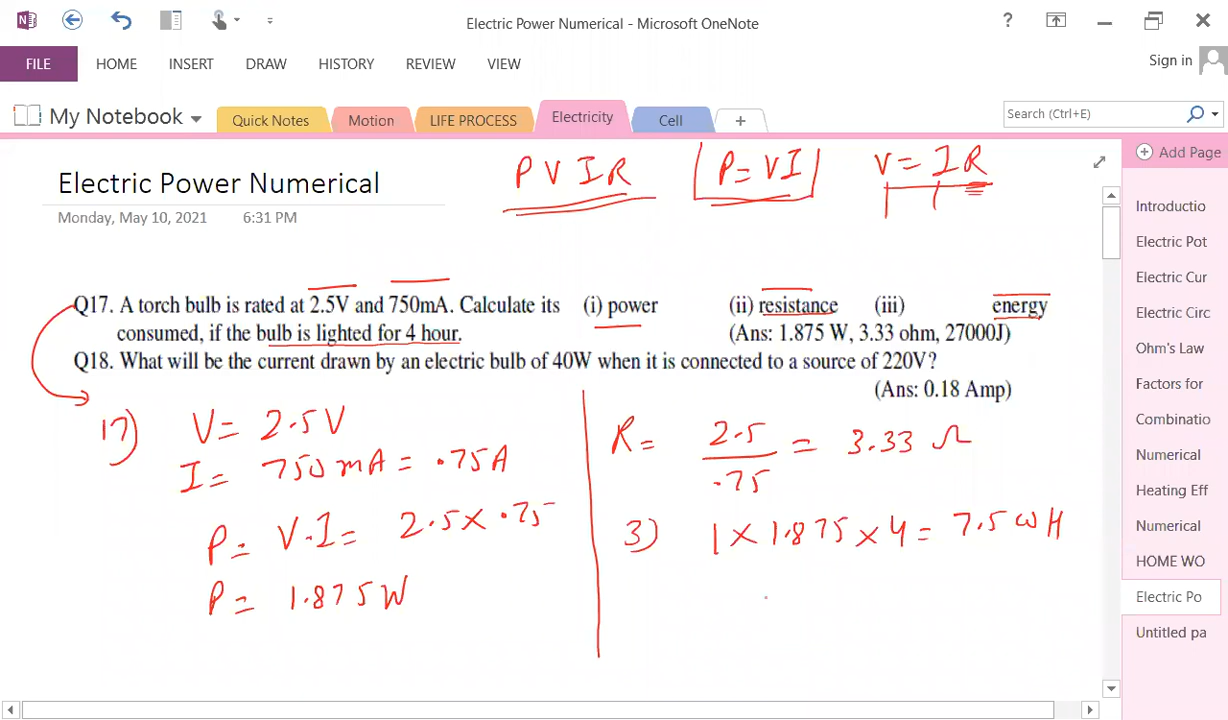 Electric Power Numerical - Microsoft OneNote
?
FILE HOME INSERT DRAW HISTORY REVIEW VIEW
Sign in
My Notebook
Quick Notes Motion LIFE PROCESS Electricity Cell +
Search (Ctrl+E)
Add Page
P V I R P = VI V = I R
Electric Power Numerical
Monday, May 10, 2021 6:31 PM
Q17. A torch bulb is rated at 2.5V and 750mA. Calculate its (i) power (ii) resistance (iii) energy
consumed, if the bulb is lighted for 4 hour. (Ans: 1.875 W, 3.33 ohm, 27000J)
Q18. What will be the current drawn by an electric bulb of 40W when it is connected to a source of 220V?
(Ans: 0.18 Amp)
17) V = 2.5 V
I = 750 mA = .75A
P = V.I = 2.5 x .75
P = 1.875 W
R = 2.5 / .75 = 3.33 Ω
3) 1 x 1.875 x 4 = 7.5 WH
Introductio
Electric Pot
Electric Cur
Electric Circ
Ohm's Law
Factors for
Combinatio
Numerical
Heating Eff
Numerical
HOME WO
Electric Po
Untitled pa